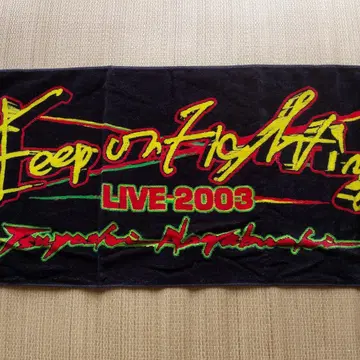 Keep on Fighting
LIVE-2003
Tsuyoshi Nagabuchi